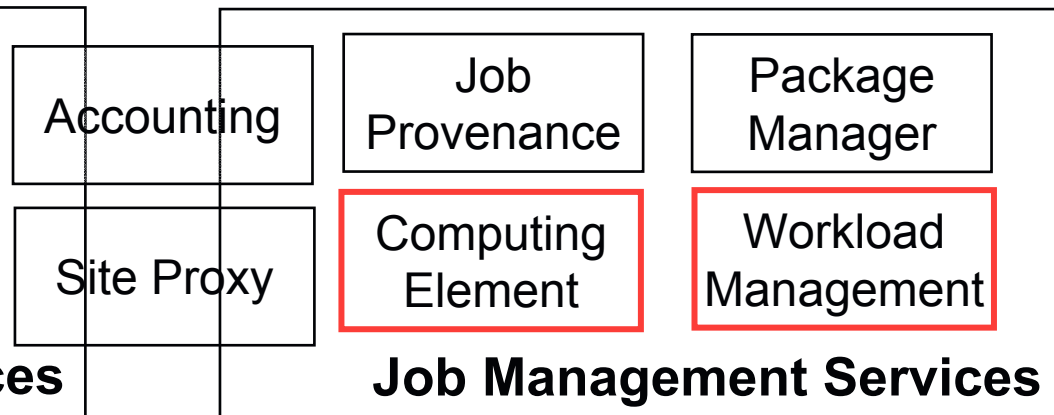 Accounting
Job
Provenance
Package
Manager
Site Proxy
Computing
Element
Workload
Management
ces
Job Management Services